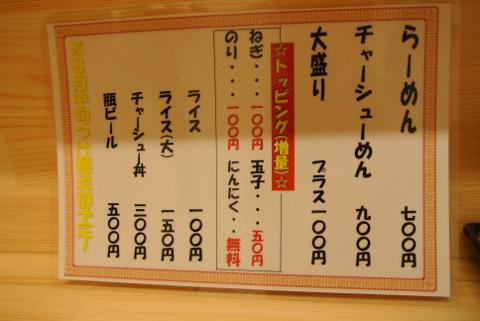 らーめん 七〇〇円
チャーシューめん 九〇〇円
大盛り プラス一〇〇円
☆トッピング(増量)☆
ねぎ・・・一〇〇円 玉子・・・五〇円
のり・・・一〇〇円 にんにく・・無料
ライス 一〇〇円
ライス(大) 一五〇円
チャーシュー丼 三〇〇円
瓶ビール 五〇〇円